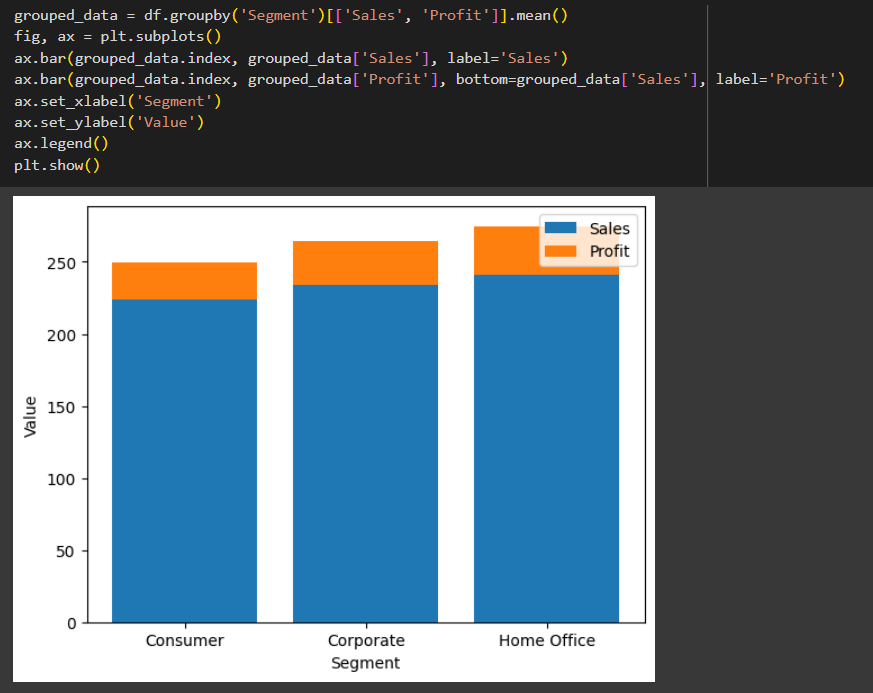 grouped_data = df.groupby('Segment')[['Sales', 'Profit']].mean()
fig, ax = plt.subplots()
ax.bar(grouped_data.index, grouped_data['Sales'], label='Sales')
ax.bar(grouped_data.index, grouped_data['Profit'], bottom=grouped_data['Sales'], label='Profit')
ax.set_xlabel('Segment')
ax.set_ylabel('Value')
ax.legend()
plt.show()
Sales
Profit
250
200
150
100
50
0
Value
Consumer Corporate Home Office
Segment